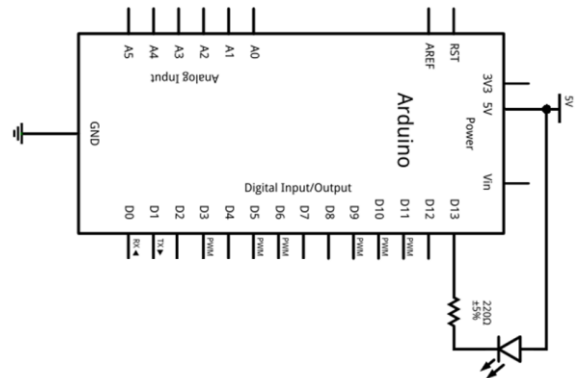 A5
A4
A3
A2
A1
A0
AREF
RST
Analog Input
3V3
5V
5V
Power
Arduino
GND
Vin
Digital Input/Output
D0
D1
D2
D3
D4
D5
D6
D7
D8
D9
D10
D11
D12
D13
RX ◀
TX ▶
PWM
PWM
PWM
PWM
PWM
PWM
220Ω
±5%